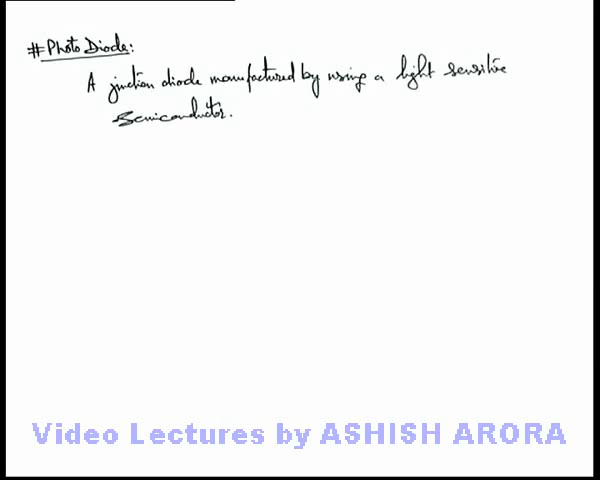 # Photo Diode:
A junction diode manufactured by using a light sensitive
semiconductor.
Video Lectures by ASHISH ARORA